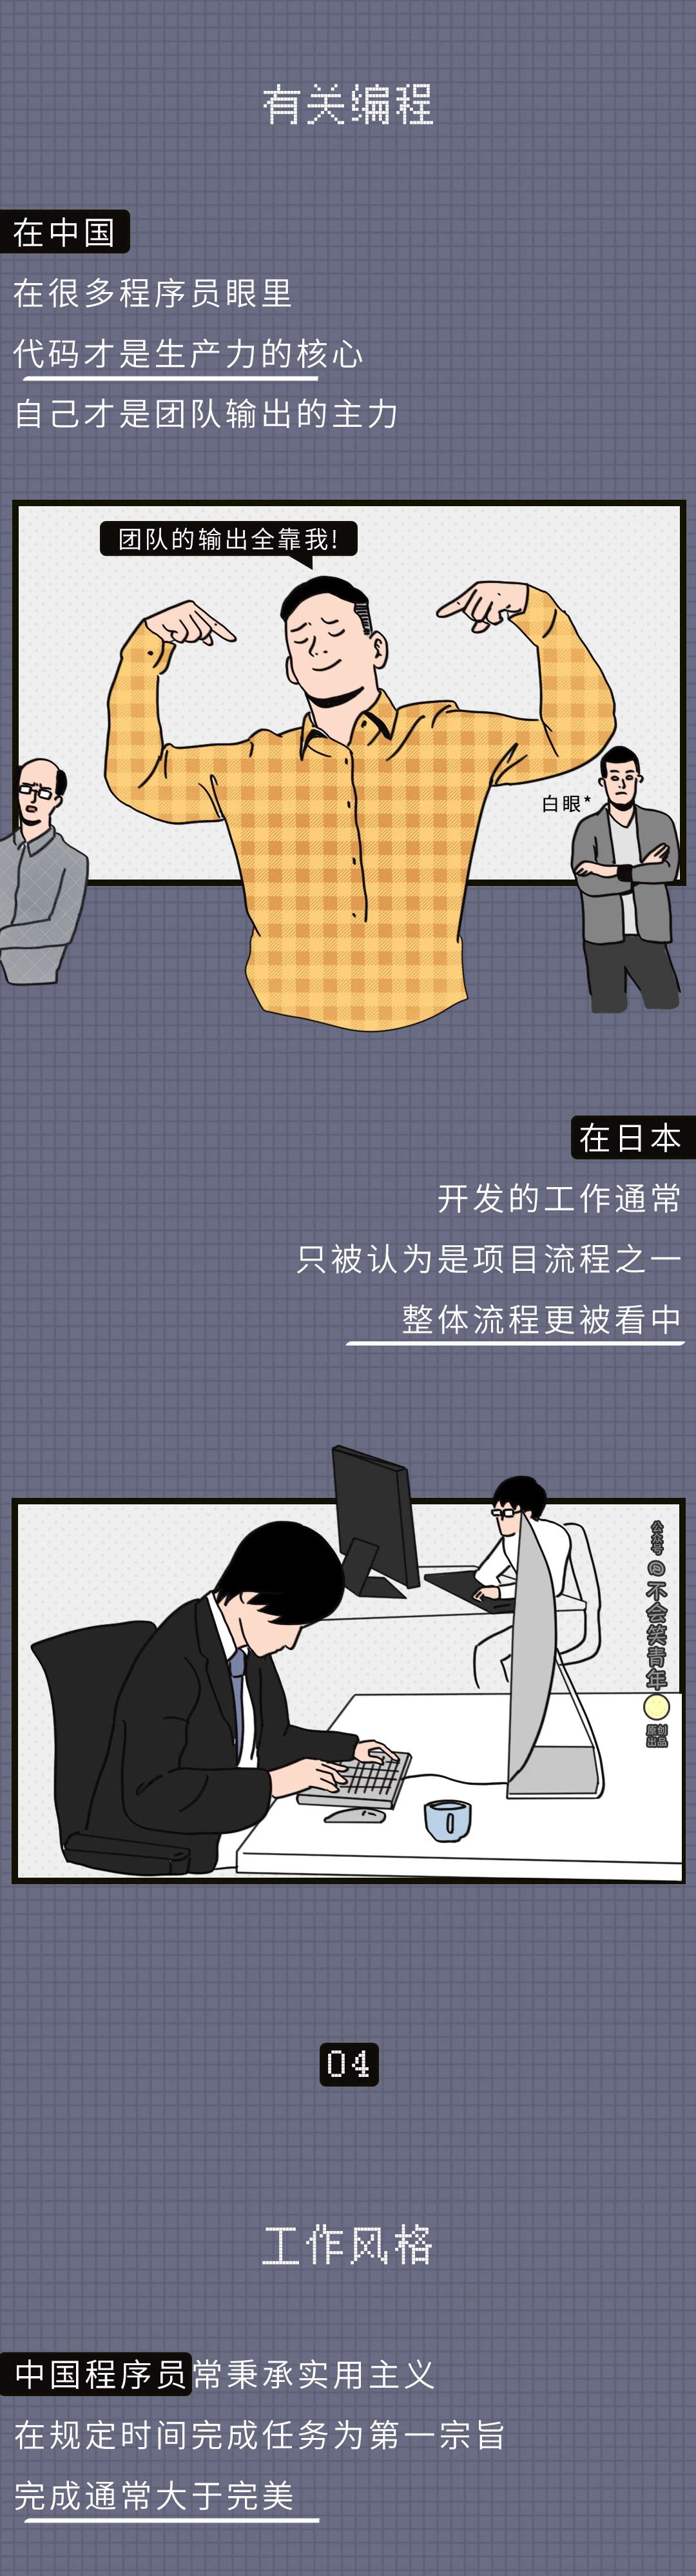 有关编程
在中国
在很多程序员眼里
代码才是生产力的核心
自己才是团队输出的主力
团队的输出全靠我!
白眼*
在日本
开发的工作通常
只被认为是项目流程之一
整体流程更被看中
公众号@不会笑青年
原创出品
04
工作风格
中国程序员常秉承实用主义
在规定时间完成任务为第一宗旨
完成通常大于完美